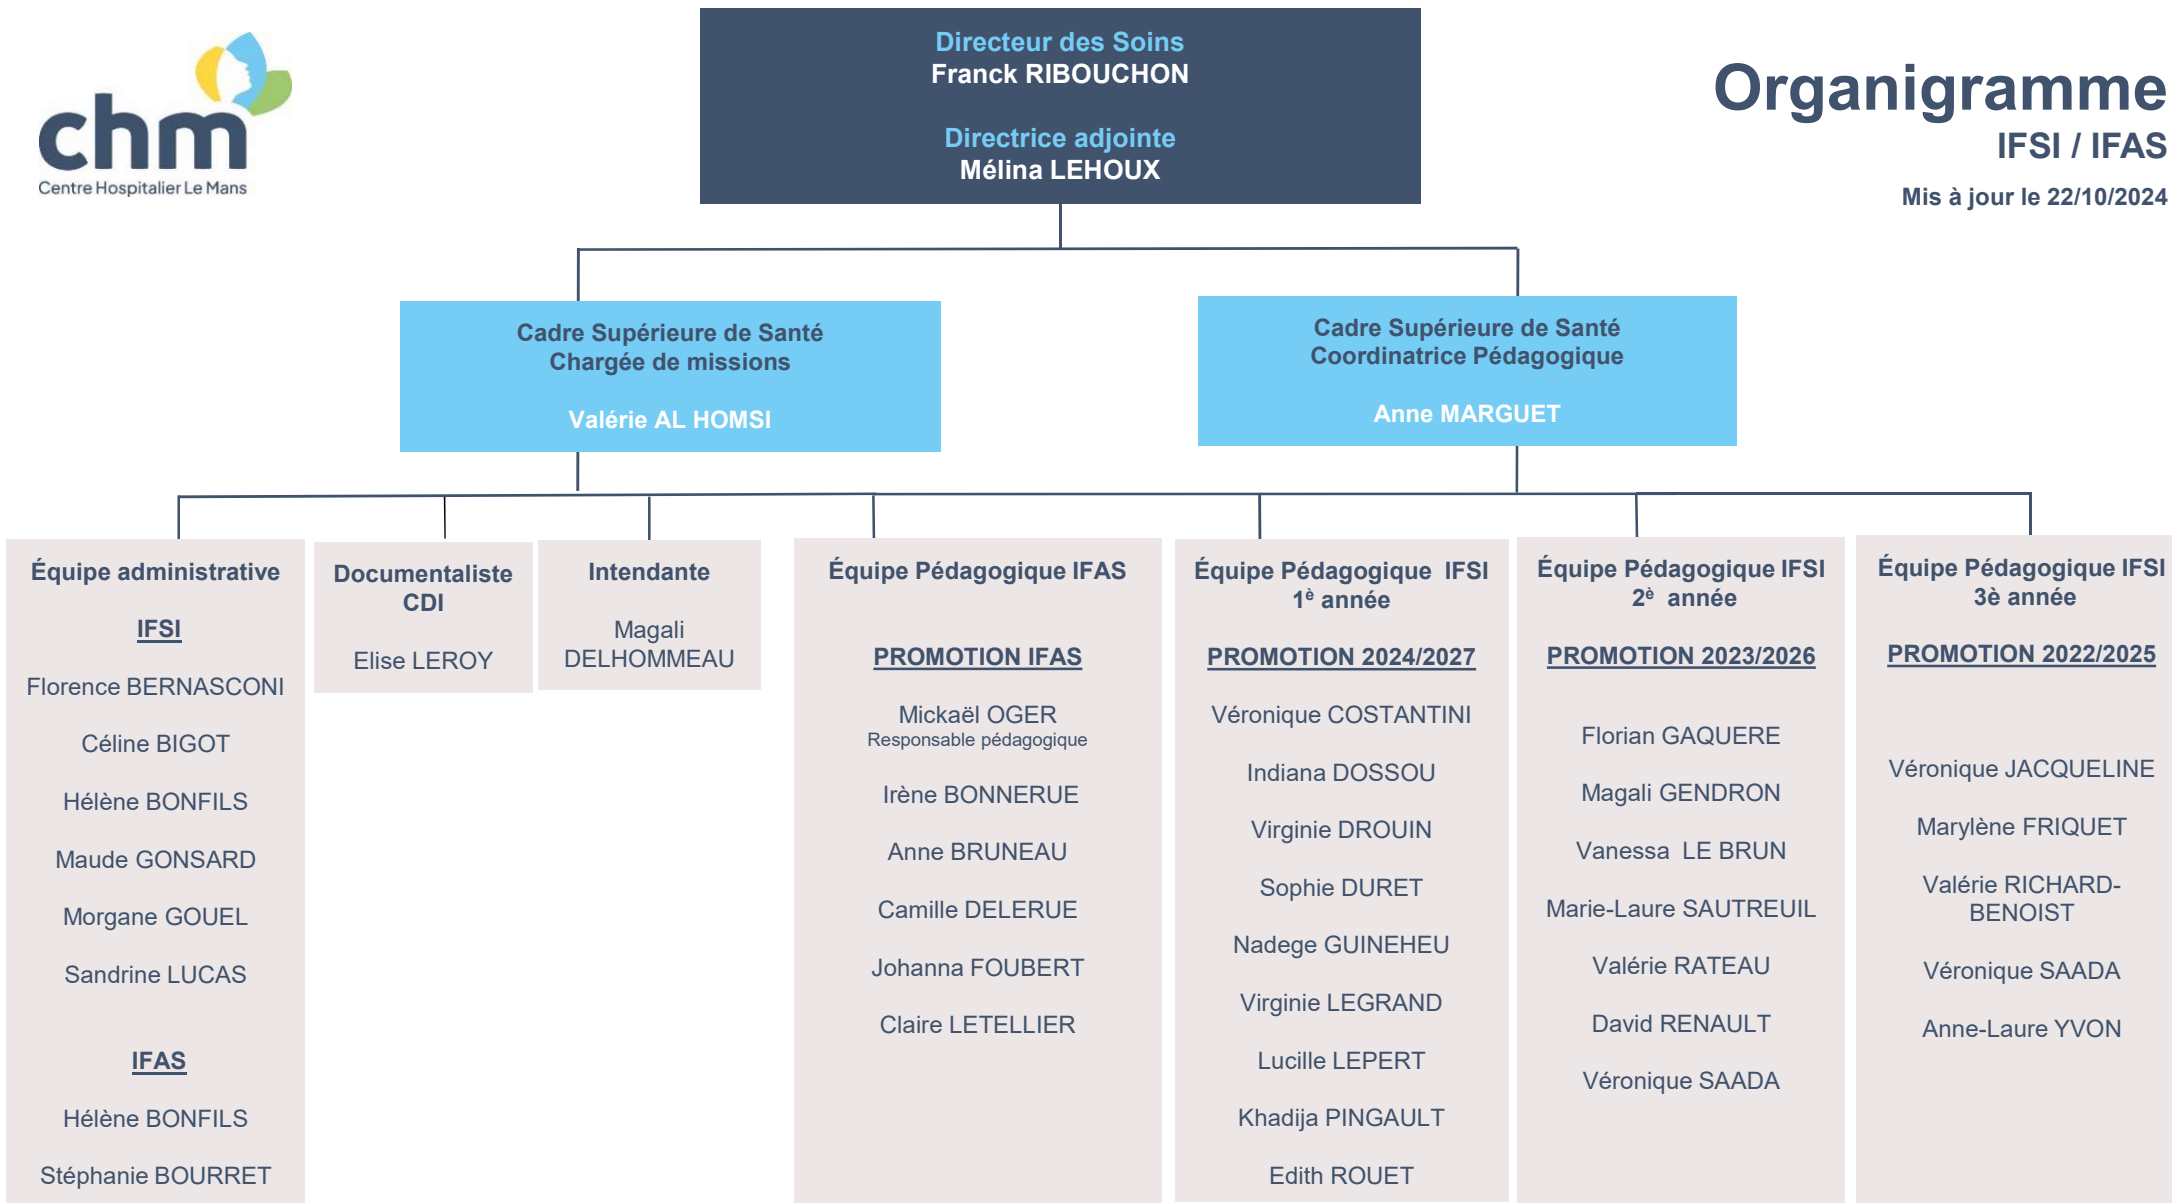 chm
Centre Hospitalier Le Mans
Directeur des Soins
Franck RIBOUCHON
Directrice adjointe
Mélina LEHOUX
Organigramme
IFSI / IFAS
Mis à jour le 22/10/2024
Cadre Supérieure de Santé
Chargée de missions
Valérie AL HOMSI
Cadre Supérieure de Santé
Coordinatrice Pédagogique
Anne MARGUET
Équipe administrative
IFSI
Florence BERNASCONI
Céline BIGOT
Hélène BONFILS
Maude GONSARD
Morgane GOUEL
Sandrine LUCAS
IFAS
Hélène BONFILS
Stéphanie BOURRET
Documentaliste
CDI
Elise LEROY
Intendante
Magali
DELHOMMEAU
Équipe Pédagogique IFAS
PROMOTION IFAS
Mickaël OGER
Responsable pédagogique
Irène BONNERUE
Anne BRUNEAU
Camille DELERUE
Johanna FOUBERT
Claire LETELLIER
Équipe Pédagogique IFSI
1è année
PROMOTION 2024/2027
Véronique COSTANTINI
Indiana DOSSOU
Virginie DROUIN
Sophie DURET
Nadege GUINEHEU
Virginie LEGRAND
Lucille LEPERT
Khadija PINGAULT
Edith ROUET
Équipe Pédagogique IFSI
2è année
PROMOTION 2023/2026
Florian GAQUERE
Magali GENDRON
Vanessa LE BRUN
Marie-Laure SAUTREUIL
Valérie RATEAU
David RENAULT
Véronique SAADA
Équipe Pédagogique IFSI
3è année
PROMOTION 2022/2025
Véronique JACQUELINE
Marylène FRIQUET
Valérie RICHARD-
BENOIST
Véronique SAADA
Anne-Laure YVON